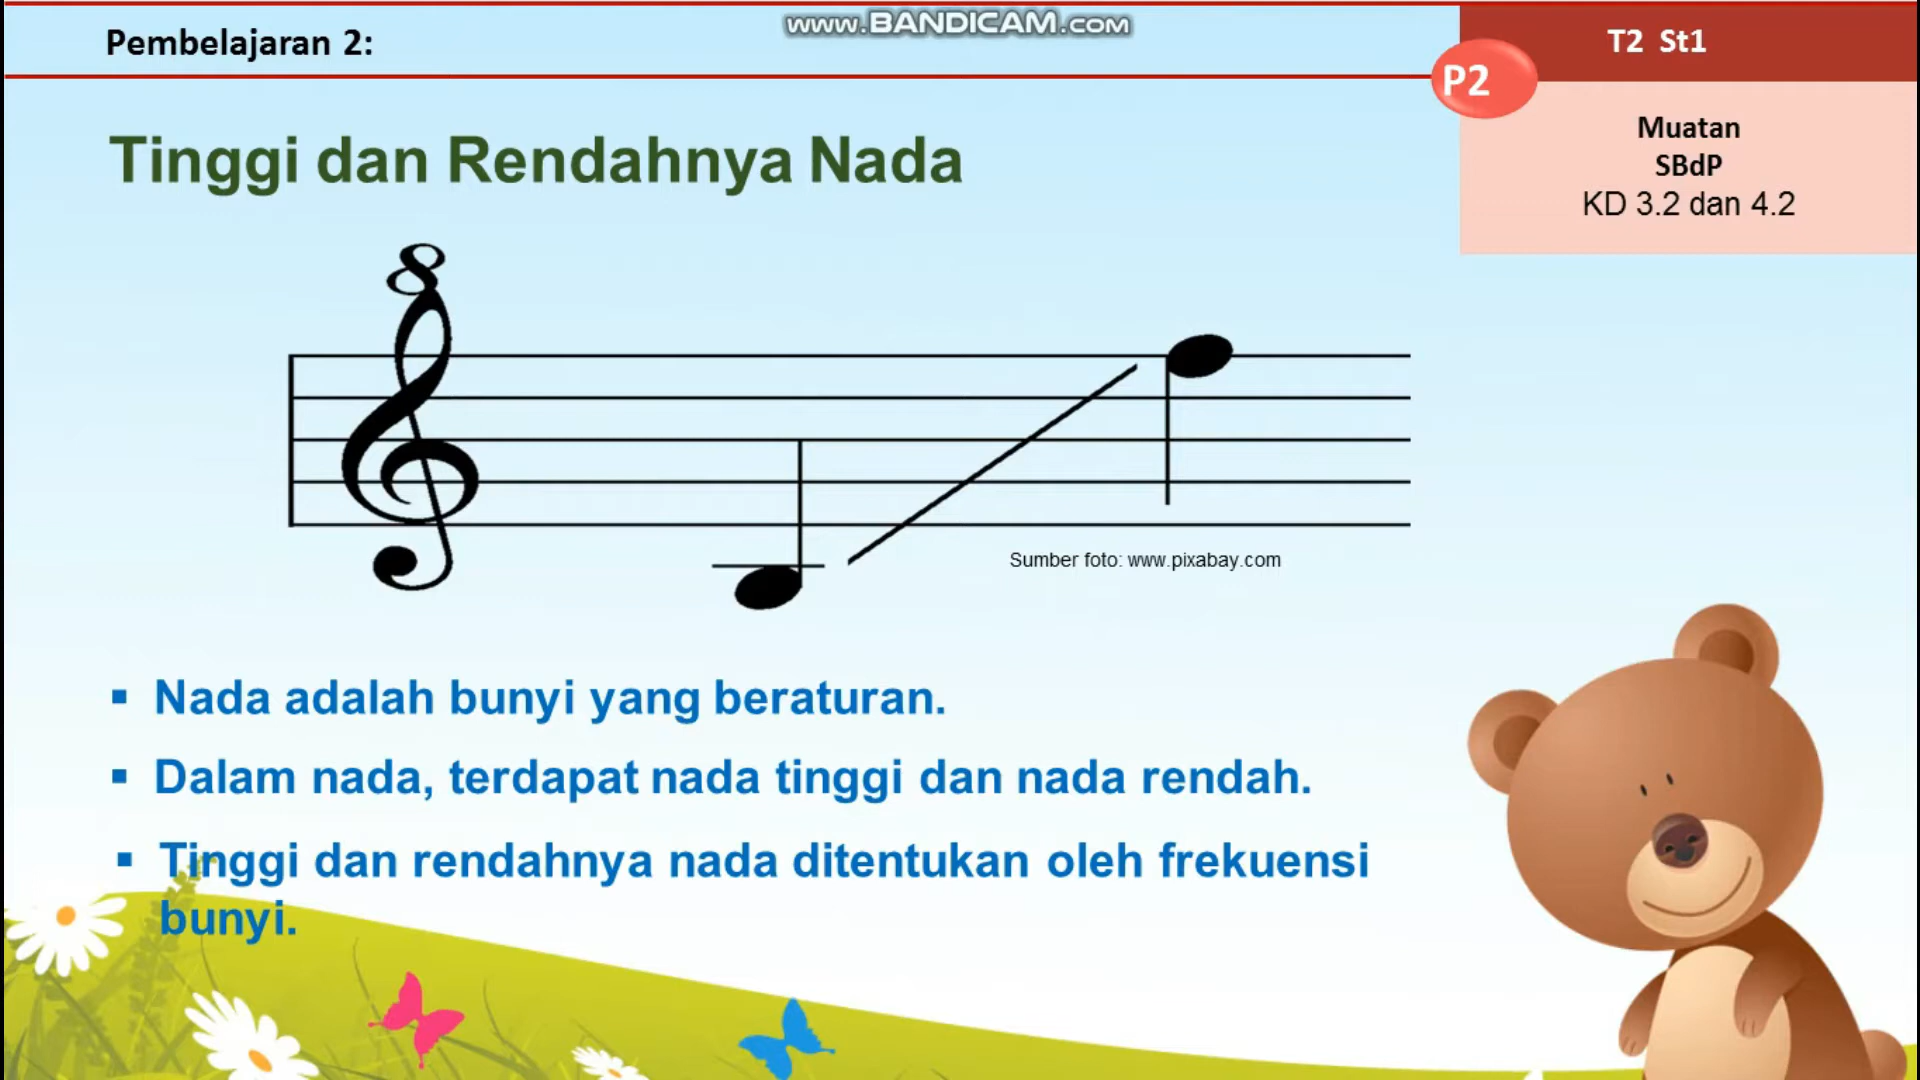 www.BANDICAM.com
Pembelajaran 2:
T2 St1
P2
Muatan
SBdP
KD 3.2 dan 4.2
Tinggi dan Rendahnya Nada
8
Sumber foto: www.pixabay.com
▪ Nada adalah bunyi yang beraturan.
▪ Dalam nada, terdapat nada tinggi dan nada rendah.
▪ Tinggi dan rendahnya nada ditentukan oleh frekuensi
bunyi.